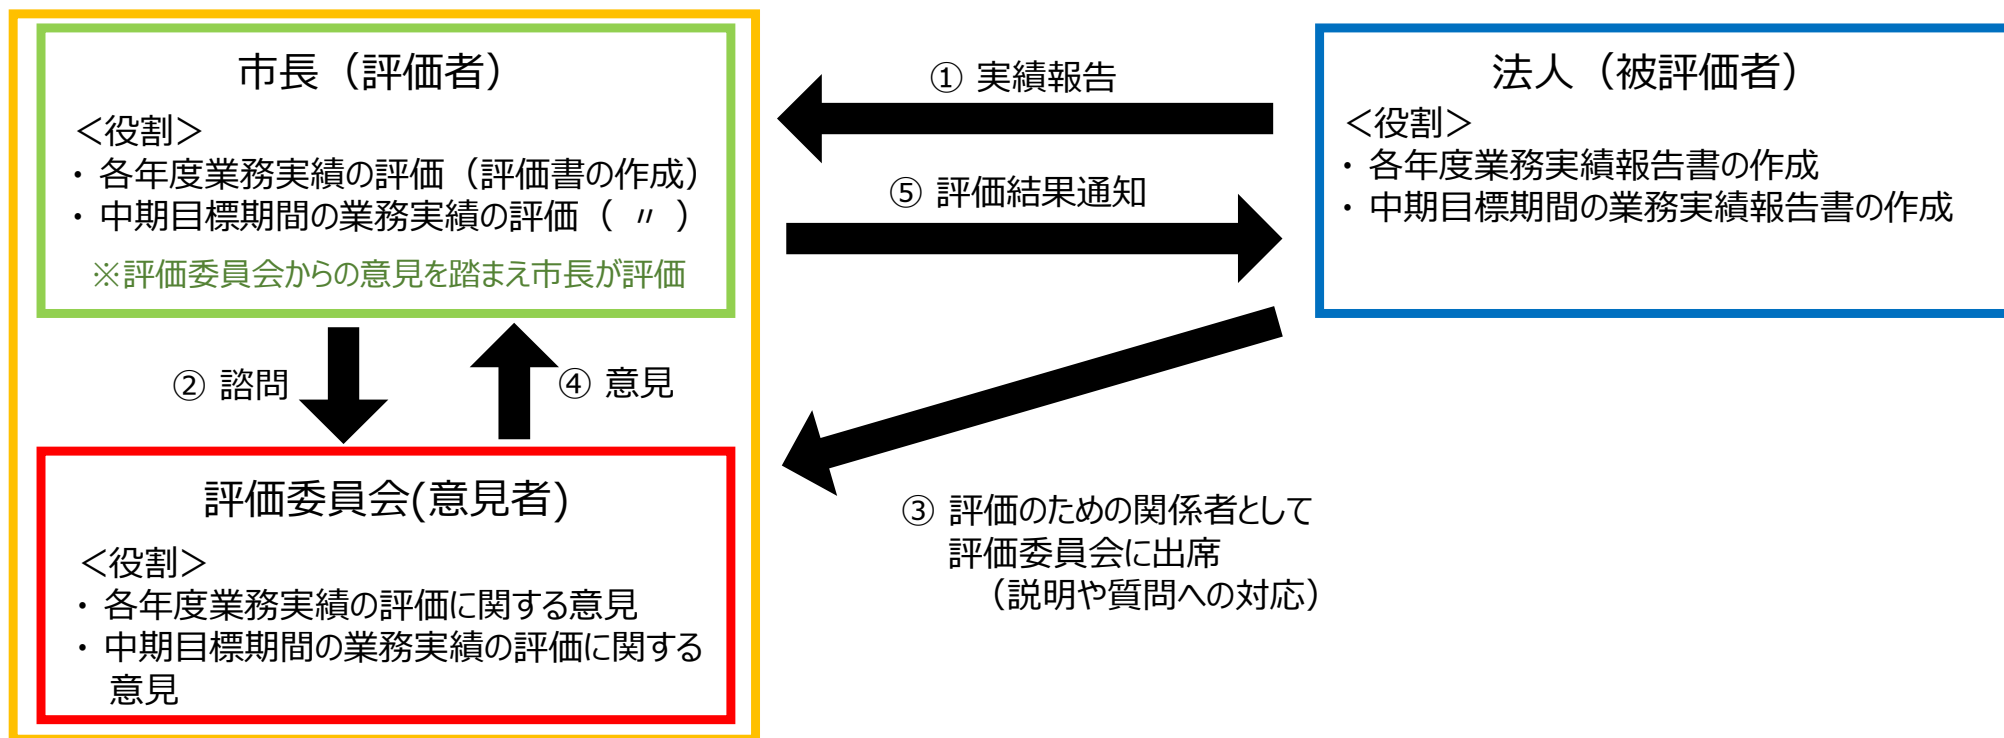 市長（評価者）
＜役割＞
・ 各年度業務実績の評価（評価書の作成）
・ 中期目標期間の業務実績の評価（ 〃 ）
※評価委員会からの意見を踏まえ市長が評価
① 実績報告
⑤ 評価結果通知
法人（被評価者）
＜役割＞
・ 各年度業務実績報告書の作成
・ 中期目標期間の業務実績報告書の作成
② 諮問
④ 意見
評価委員会(意見者)
＜役割＞
・ 各年度業務実績の評価に関する意見
・ 中期目標期間の業務実績の評価に関する
意見
③ 評価のための関係者として
評価委員会に出席
（説明や質問への対応）